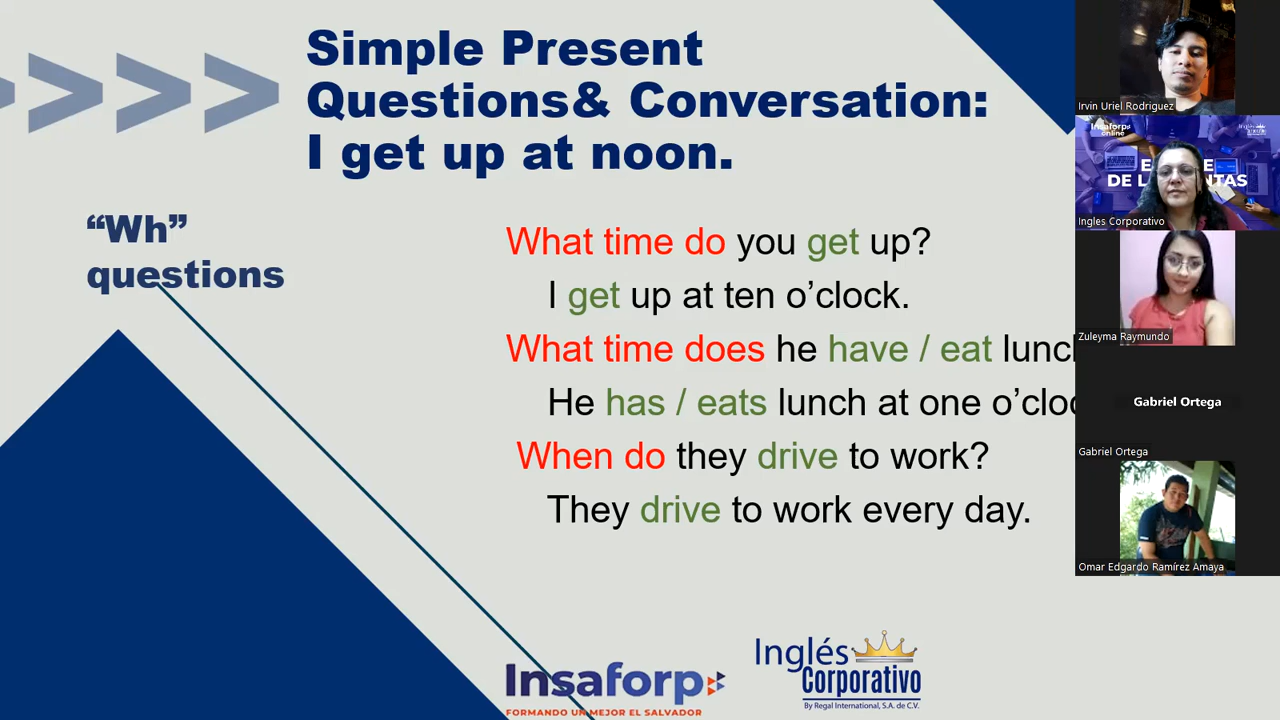 Simple Present
Questions& Conversation:
I get up at noon.
“Wh”
questions
What time do you get up?
I get up at ten o’clock.
What time does he have / eat
He has / eats lunch at one
When do they drive to work?
They drive to work every day.
Insaforp
FORMANDO UN MEJOR EL SALVADOR
Inglés
Corporativo
By Regal International, S.A. de C.V.
Irvin Uriel Rodriguez
Insaforp
online
Ingles Corporativo
Zuleyma Raymundo
Gabriel Ortega
Gabriel Ortega
Omar Edgardo Ramírez Amaya